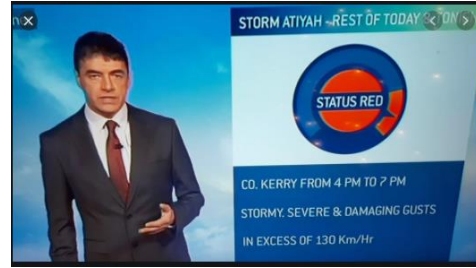 STORM ATIYAH - REST OF TODAY
STATUS RED
CO. KERRY FROM 4 PM TO 7 PM
STORMY. SEVERE & DAMAGING GUSTS
IN EXCESS OF 130 Km/Hr